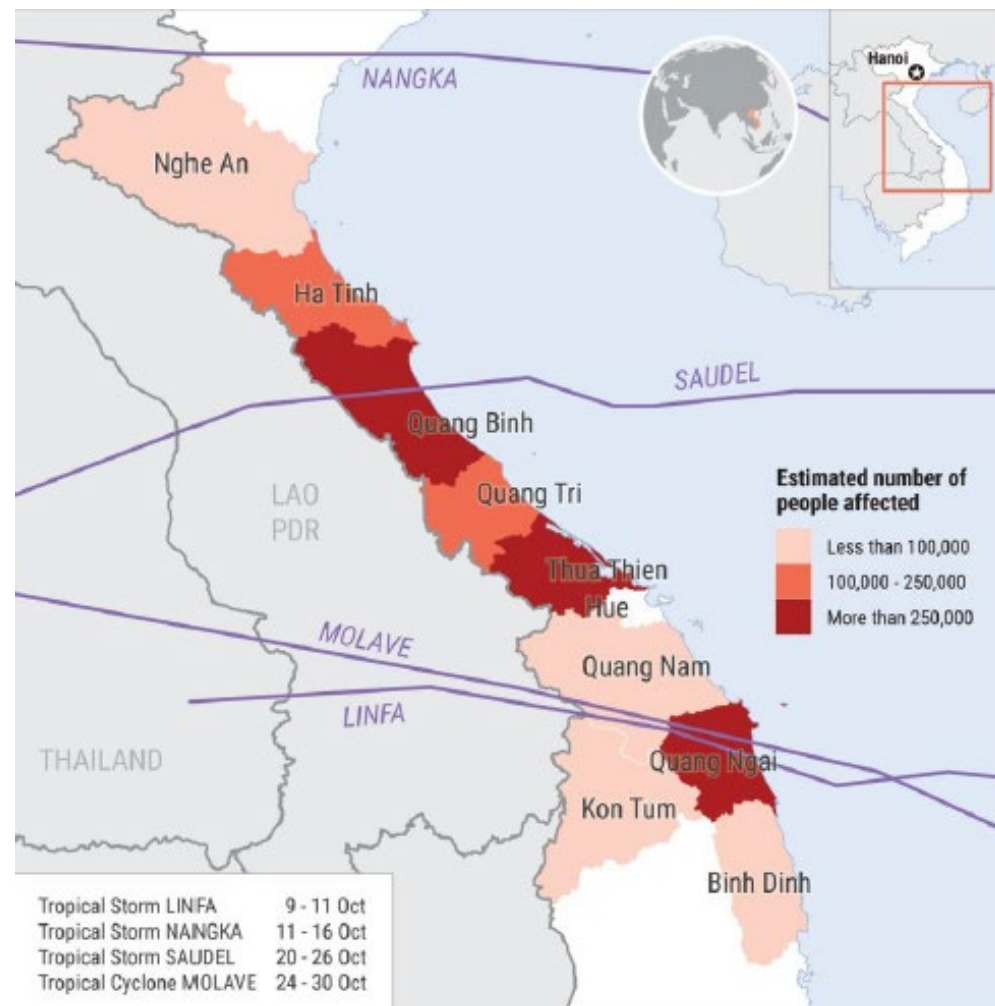 NANGKA
Hanoi
Nghe An
Ha Tinh
SAUDEL
Quang Binh
Quang Tri
LAO
PDR
Estimated number of
people affected
Less than 100,000
100,000 - 250,000
More than 250,000
Thua Thien
Hue
MOLAVE
Quang Nam
LINFA
THAILAND
Quang Ngai
Kon Tum
Binh Dinh
Tropical Storm LINFA 9 - 11 Oct
Tropical Storm NANGKA 11 - 16 Oct
Tropical Storm SAUDEL 20 - 26 Oct
Tropical Cyclone MOLAVE 24 - 30 Oct